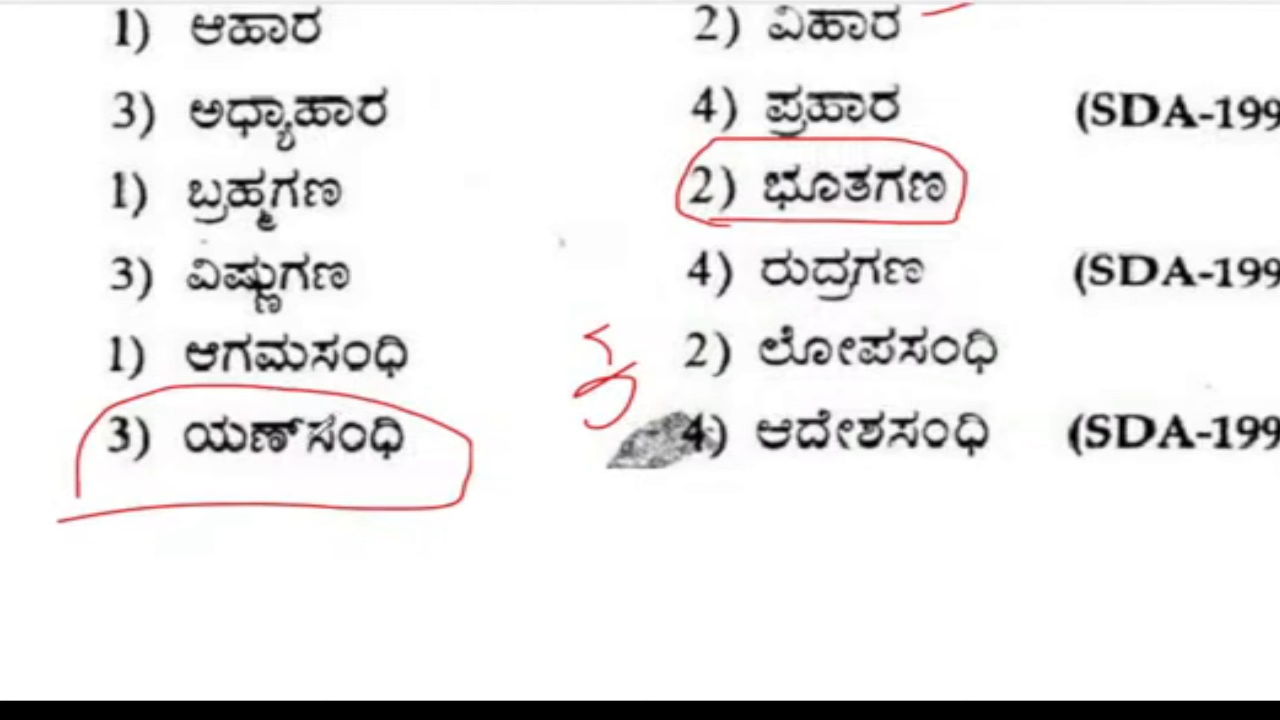 1) ಆಹಾರ 2) ವಿಹಾರ
3) ಅಧ್ಯಾಹಾರ 4) ಪ್ರಹಾರ (SDA-199
1) ಬ್ರಹ್ಮಗಣ 2) ಭೂತಗಣ
3) ವಿಷ್ಣುಗಣ 4) ರುದ್ರಗಣ (SDA-199
1) ಆಗಮಸಂಧಿ 2) ಲೋಪಸಂಧಿ
3) ಯಣ್‌ಸಂಧಿ 4) ಆದೇಶಸಂಧಿ (SDA-199